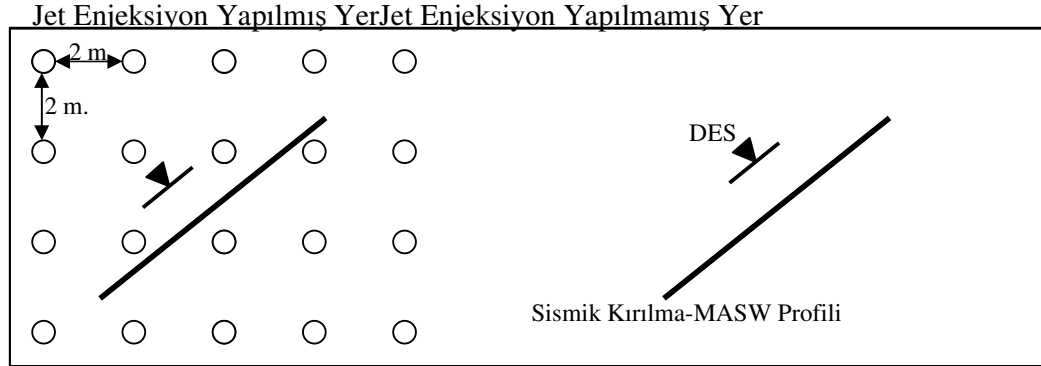 Jet Enjeksiyon Yapılmış YerJet Enjeksiyon Yapılmamış Yer
2 m
2 m.
DES
Sismik Kırılma-MASW Profili